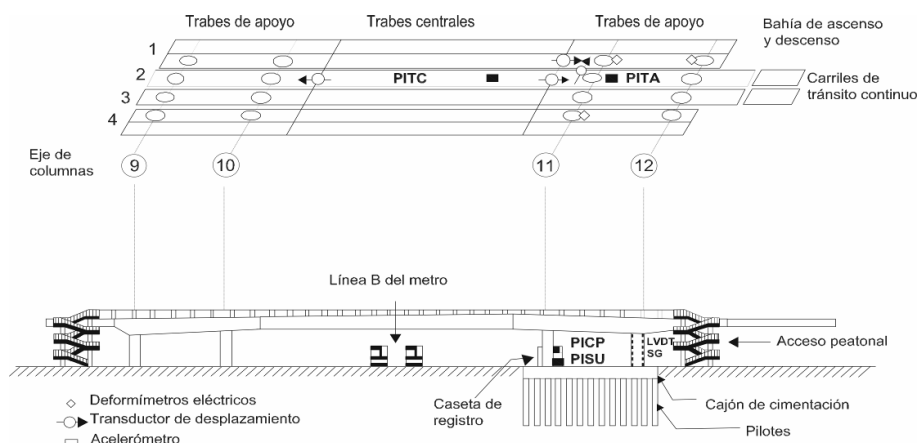 Trabes de apoyo
Trabes centrales
Trabes de apoyo
Bahía de ascenso
y descenso
1
2
PITC
PITA
Carriles de
tránsito continuo
3
4
Eje de
columnas
9
10
11
12
Línea B del metro
PICP
PISU
LVDT
SG
Acceso peatonal
Caseta de
registro
Cajón de cimentación
Pilotes
Deformímetros eléctricos
Transductor de desplazamiento
Acelerómetro